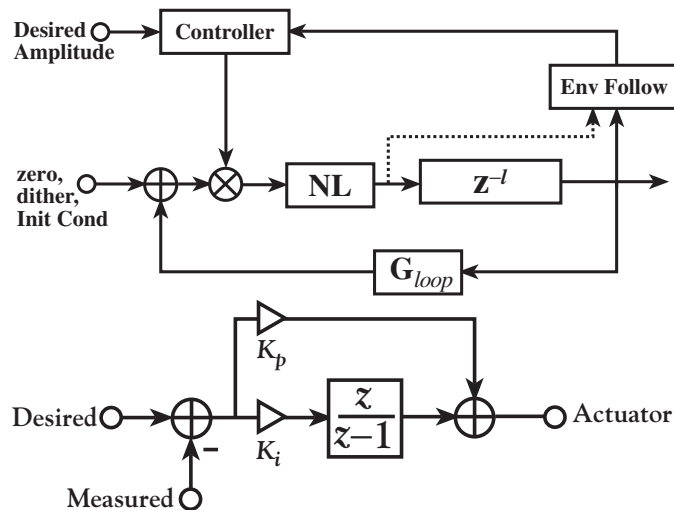 Desired
Amplitude
Controller
Env Follow
zero,
dither,
Init Cond
NL
z⁻ˡ
G_loop
K_p
Desired
K_i
z
z−1
Actuator
−
Measured